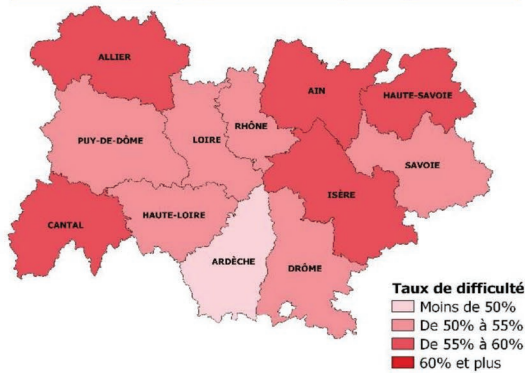 ALLIER
AIN
HAUTE-SAVOIE
RHÔNE
PUY-DE-DÔME
LOIRE
SAVOIE
ISÈRE
HAUTE-LOIRE
CANTAL
ARDÈCHE
DRÔME
Taux de difficulté
Moins de 50%
De 50% à 55%
De 55% à 60%
60% et plus